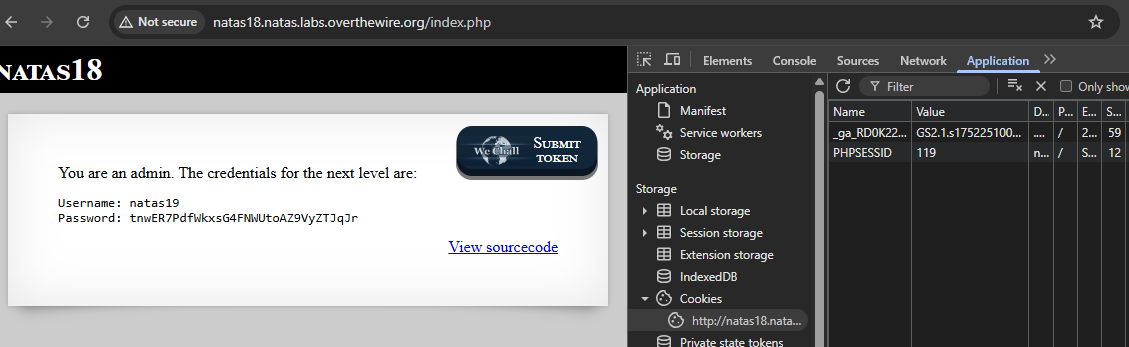 Not secure natas18.natas.labs.overthewire.org/index.php
NATAS18
We Chall
SUBMIT TOKEN
You are an admin. The credentials for the next level are:
Username: natas19
Password: tnwER7PdfWkxsG4FNWUtoAZ9VyZTJqJr
View sourcecode
Elements Console Sources Network Application
Application
Manifest
Service workers
Storage
Storage
Local storage
Session storage
Extension storage
IndexedDB
Cookies
http://natas18.nata...
Private state tokens
Filter
Only show
Name Value D... P... E... S...
_ga_RD0K22... GS2.1.s175225100... .... / 2... 59
PHPSESSID 119 n... / S... 12